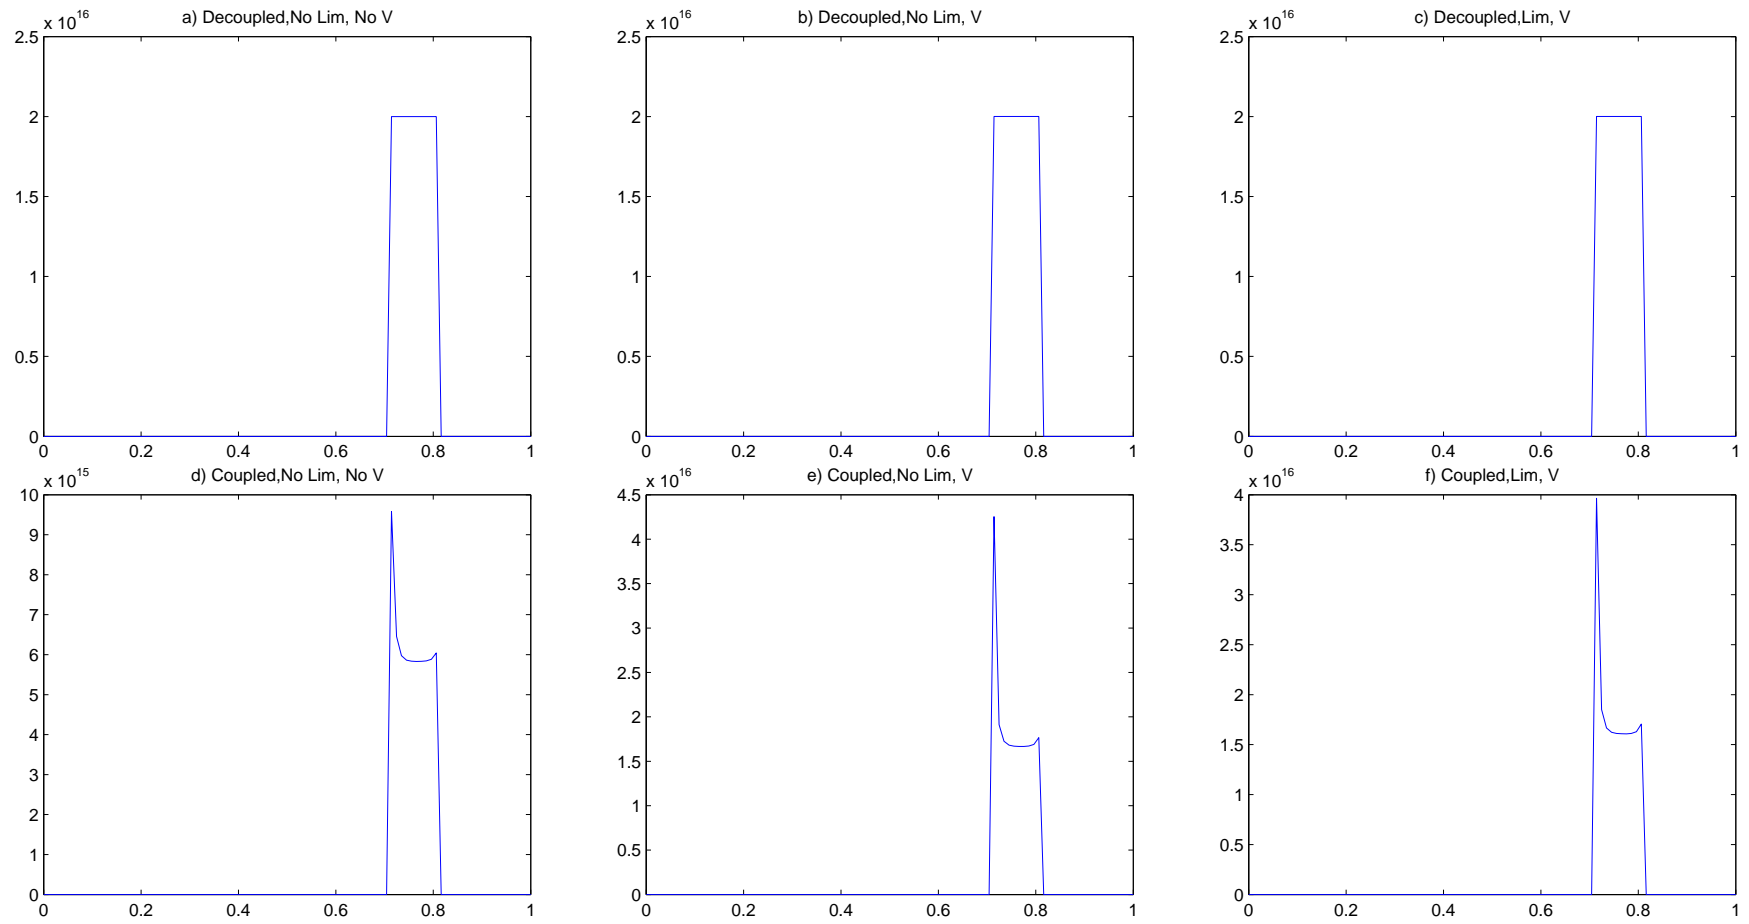 a) Decoupled,No Lim, No V
x 10^16
2.5
2
1.5
1
0.5
0
0 0.2 0.4 0.6 0.8 1
b) Decoupled,No Lim, V
x 10^16
2.5
2
1.5
1
0.5
0
0 0.2 0.4 0.6 0.8 1
c) Decoupled,Lim, V
x 10^16
2.5
2
1.5
1
0.5
0
0 0.2 0.4 0.6 0.8 1
d) Coupled,No Lim, No V
x 10^15
10
9
8
7
6
5
4
3
2
1
0
0 0.2 0.4 0.6 0.8 1
e) Coupled,No Lim, V
x 10^16
4.5
4
3.5
3
2.5
2
1.5
1
0.5
0
0 0.2 0.4 0.6 0.8 1
f) Coupled,Lim, V
x 10^16
4
3.5
3
2.5
2
1.5
1
0.5
0
0 0.2 0.4 0.6 0.8 1